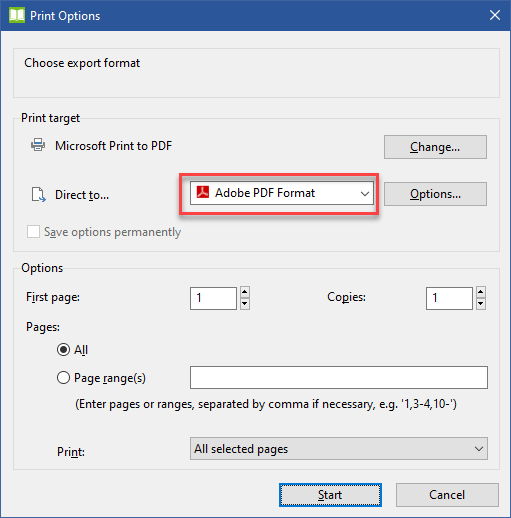 Print Options
Choose export format
Print target
Microsoft Print to PDF
Change...
Direct to...
Adobe PDF Format
Options...
Save options permanently
Options
First page:
1
Copies:
1
Pages:
All
Page range(s)
(Enter pages or ranges, separated by comma if necessary, e.g. '1,3-4,10-')
Print:
All selected pages
Start
Cancel